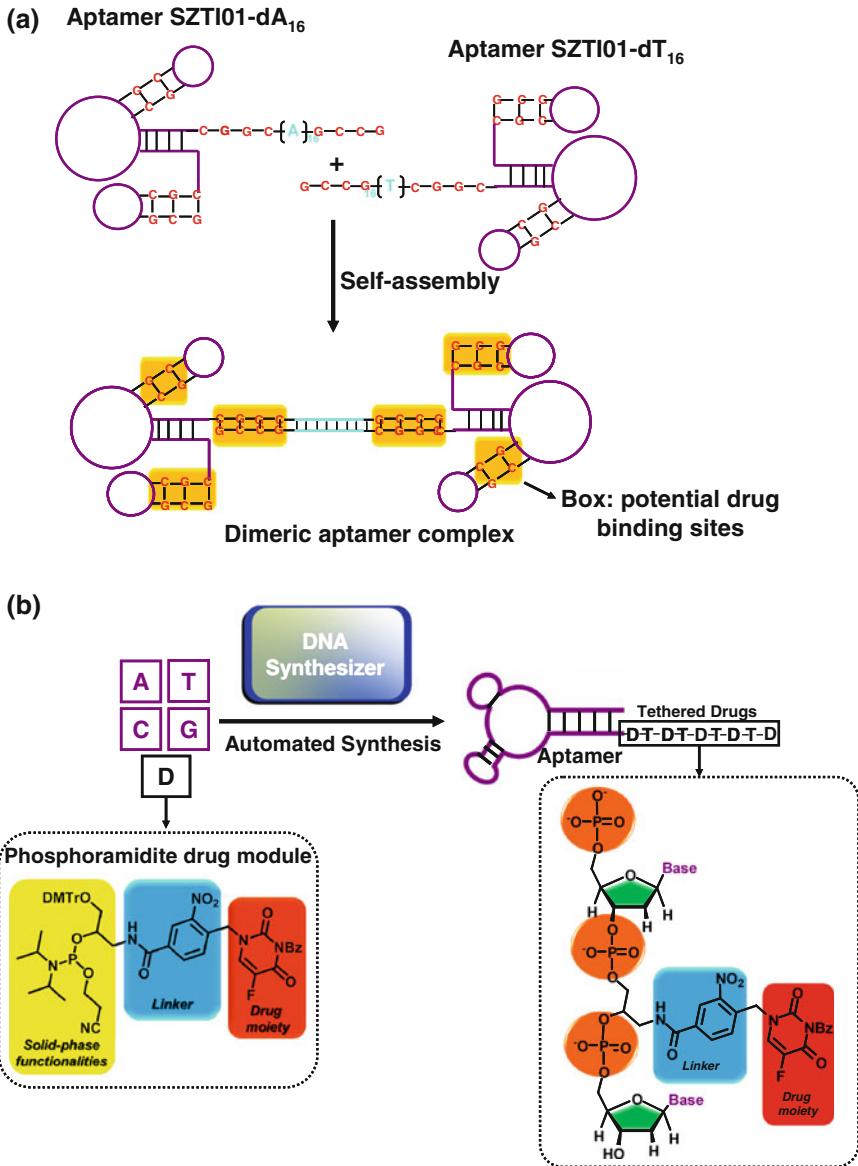 (a)
Aptamer SZTI01-dA16
Aptamer SZTI01-dT16
G C
C G
C G G C (A)16 G C C G
+
G C C G 16(T) C G G C
C G C
G C G
G C G
C G C
Self-assembly
Dimeric aptamer complex
Box: potential drug
binding sites
(b)
A T
C G
D
DNA
Synthesizer
Automated Synthesis
Aptamer
Tethered Drugs
D-T-D-T-D-T-D-T-D
Phosphoramidite drug module
DMTrO
O
P
N
O
NC
Solid-phase
functionalities
H
N
O
NO2
Linker
O
N
NBz
O
F
Drug
moiety
O-
-O-P=O
O
O
Base
H
H
O
-O-P=O
O
H
N
O
NO2
Linker
O
N
NBz
O
F
Drug
moiety
O
-O-P=O
O
O
Base
H
H
HO